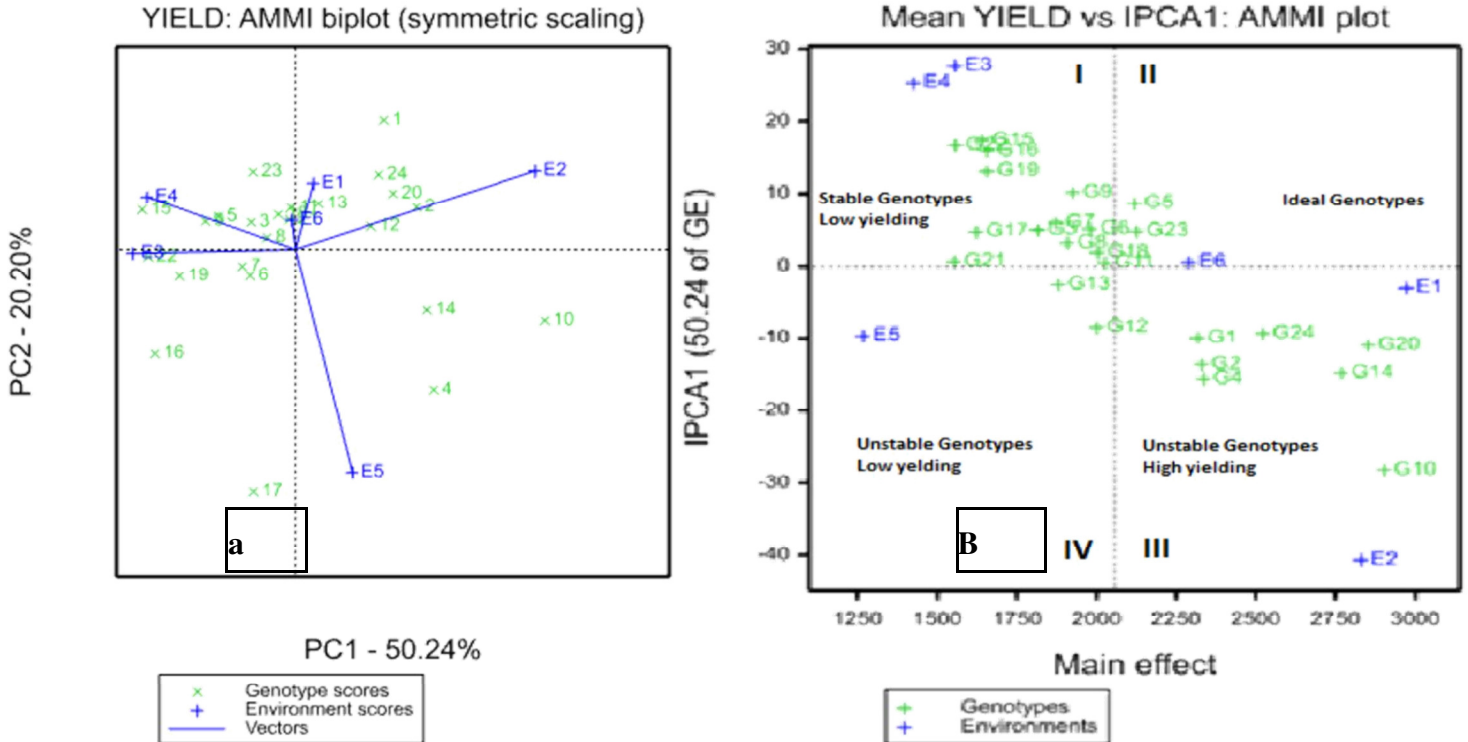 YIELD: AMMI biplot (symmetric scaling)
PC2 - 20.20%
1
23
24
E2
E1
20
E4
13
15
5
3
2
E6
12
8
E3
22
7
19
6
14
10
16
4
E5
17
a
PC1 - 50.24%
Genotype scores
Environment scores
Vectors
Mean YIELD vs IPCA1: AMMI plot
IPCA1 (50.24 of GE)
30
20
10
0
-10
-20
-30
-40
I
II
E3
E4
G15
G16
G19
G9
G5
Stable Genotypes
Low yielding
Ideal Genotypes
G7
G17
G23
G8
G18
G21
G11
E6
G13
E1
G12
E5
G1
G24
G20
G2
G14
G4
Unstable Genotypes
Low yelding
Unstable Genotypes
High yielding
G10
B
IV
III
E2
1250
1500
1750
2000
2250
2500
2750
3000
Main effect
Genotypes
Environments